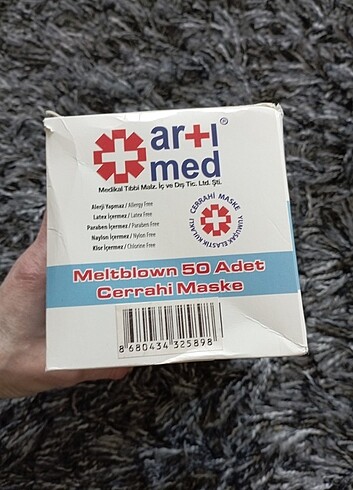 artı®
med
Medikal Tıbbi Malz. İç ve Dış Tic. Ltd. Şti.
Alerji Yapmaz / Allergy Free
Latex İçermez / Latex Free
Paraben İçermez / Paraben Free
Naylon İçermez / Nylon Free
Klor İçermez / Chlorine Free
CERRAHİ MASKE
YUMUŞAK ELASTİK KULAKLI
Meltblown 50 Adet
Cerrahi Maske
8 680434 325898